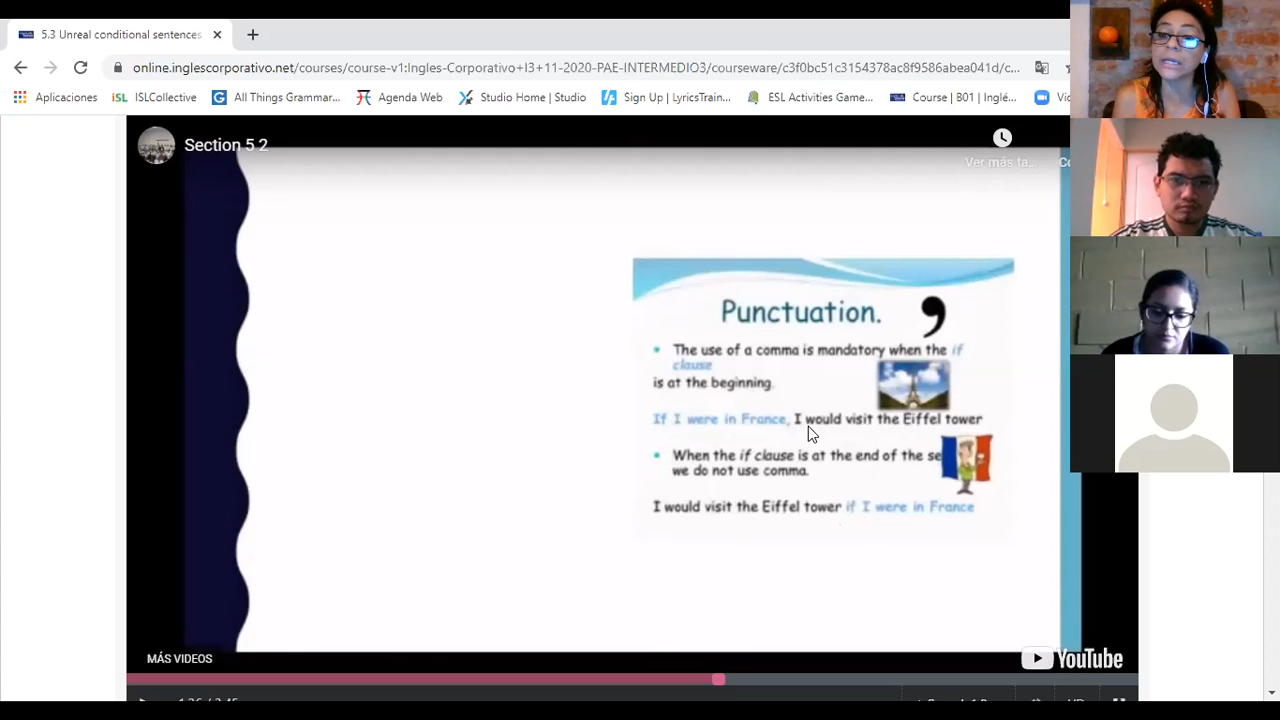 5.3 Unreal conditional sentences
online.inglescorporativo.net/courses/course-v1:Ingles-Corporativo+I3+11-2020-PAE-INTERMEDIO3/courseware/c3f0bc51c3154378ac8f9586abea041d/c...
Aplicaciones iSL ISLCollective All Things Grammar... Agenda Web Studio Home | Studio Sign Up | LyricsTrain... ESL Activities Game... Course | B01 | Inglé...
Section 5 2
Ver más ta...
Punctuation.
• The use of a comma is mandatory when the if
clause
is at the beginning.
If I were in France, I would visit the Eiffel tower
• When the if clause is at the end of the se
we do not use comma.
I would visit the Eiffel tower if I were in France
MÁS VIDEOS
YouTube